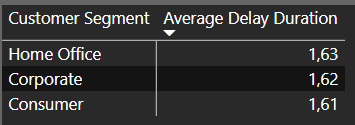 Customer Segment Average Delay Duration
Home Office 1,63
Corporate 1,62
Consumer 1,61